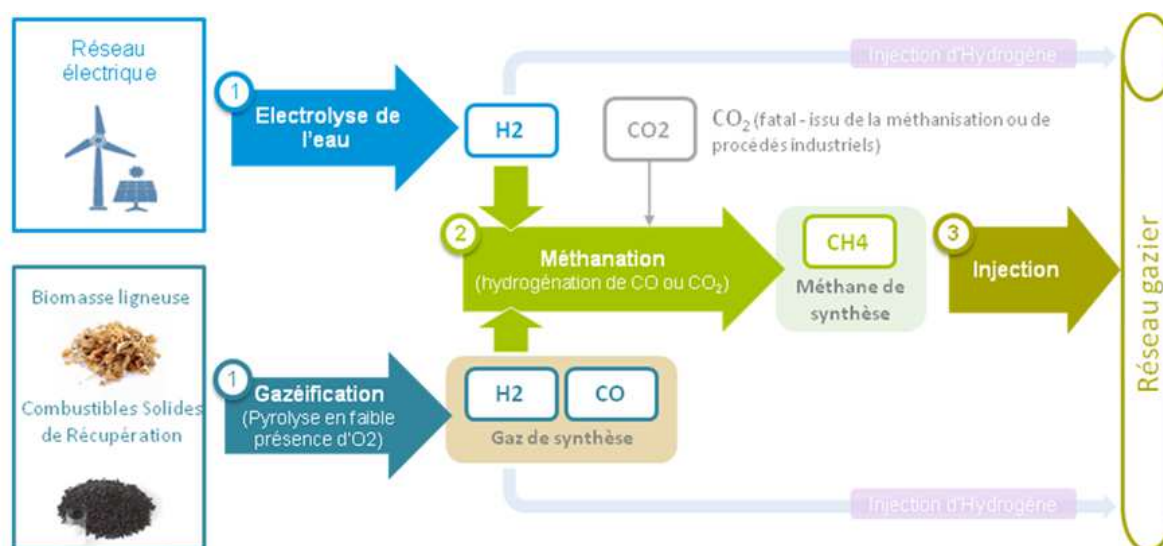 Réseau
électrique
1
Electrolyse de
l'eau
H2
Injection d'Hydrogène
CO2
CO₂ (fatal - issu de la méthanisation ou de
procédés industriels)
2
Méthanation
(hydrogénation de CO ou CO₂)
CH4
Méthane de
synthèse
3
Injection
Réseau gazier
Biomasse ligneuse
Combustibles Solides
de Récupération
1
Gazéification
(Pyrolyse en faible
présence d'O2)
H2
CO
Gaz de synthèse
Injection d'Hydrogène